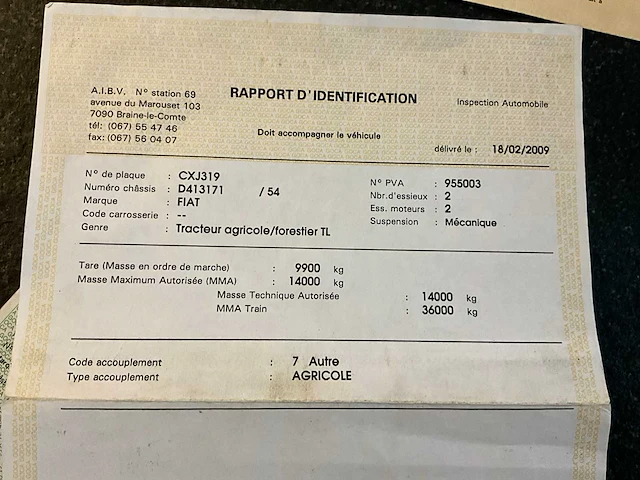 A.I.B.V. N° station 69
avenue du Marouset 103
7090 Braine-le-Comte
tél: (067) 55 47 46
fax: (067) 56 04 07
RAPPORT D'IDENTIFICATION
Inspection Automobile
Doit accompagner le véhicule
délivré le : 18/02/2009
N° de plaque : CXJ319
Numéro châssis : D413171 / 54
Marque : FIAT
Code carrosserie : --
Genre : Tracteur agricole/forestier TL
N° PVA : 955003
Nbr.d'essieux : 2
Ess. moteurs : 2
Suspension : Mécanique
Tare (Masse en ordre de marche) : 9900 kg
Masse Maximum Autorisée (MMA) : 14000 kg
Masse Technique Autorisée : 14000 kg
MMA Train : 36000 kg
Code accouplement : 7 Autre
Type accouplement : AGRICOLE